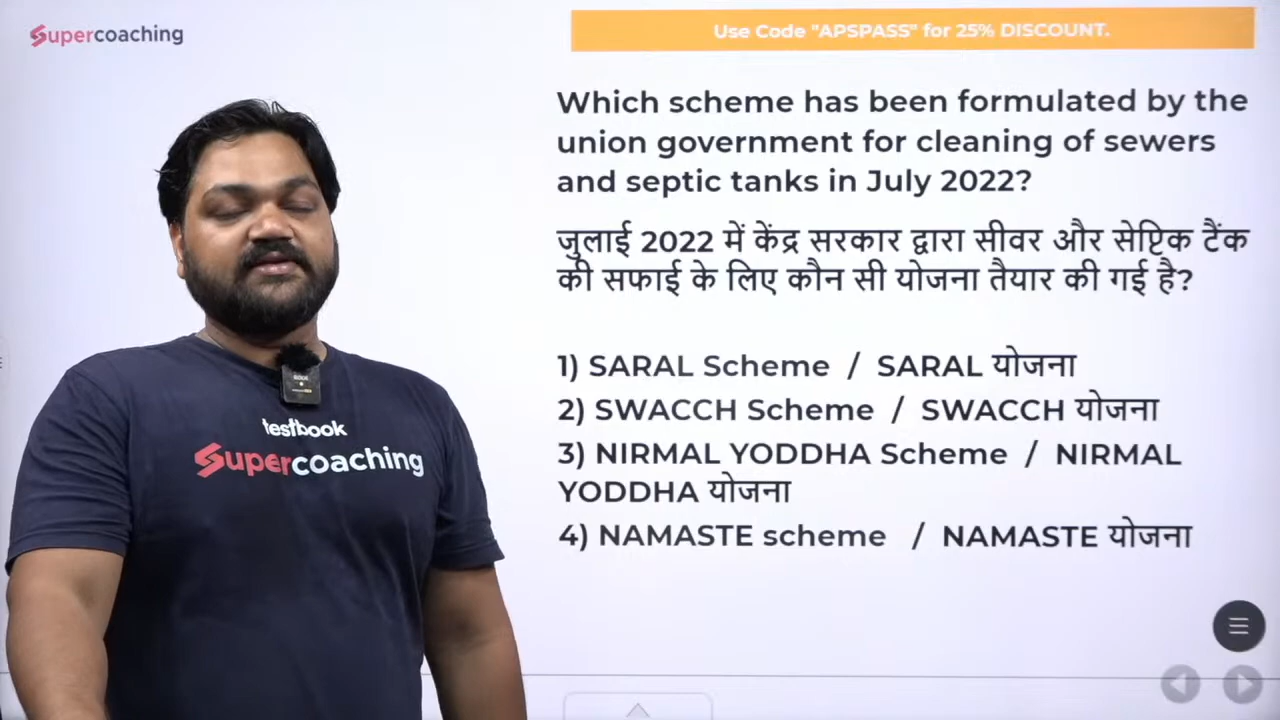 Supercoaching
Use Code "APSPASS" for 25% DISCOUNT.
Which scheme has been formulated by the
union government for cleaning of sewers
and septic tanks in July 2022?
जुलाई 2022 में केंद्र सरकार द्वारा सीवर और सेप्टिक टैंक
की सफाई के लिए कौन सी योजना तैयार की गई है?
1) SARAL Scheme / SARAL योजना
2) SWACCH Scheme / SWACCH योजना
3) NIRMAL YODDHA Scheme / NIRMAL
YODDHA योजना
4) NAMASTE scheme / NAMASTE योजना
testbook
Supercoaching